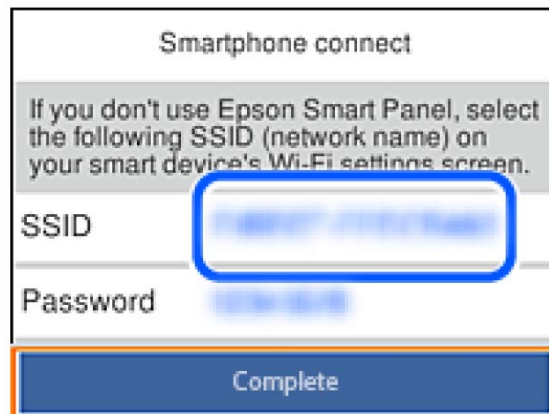 Smartphone connect
If you don't use Epson Smart Panel, select
the following SSID (network name) on
your smart device's Wi-Fi settings screen.
SSID
Password
Complete